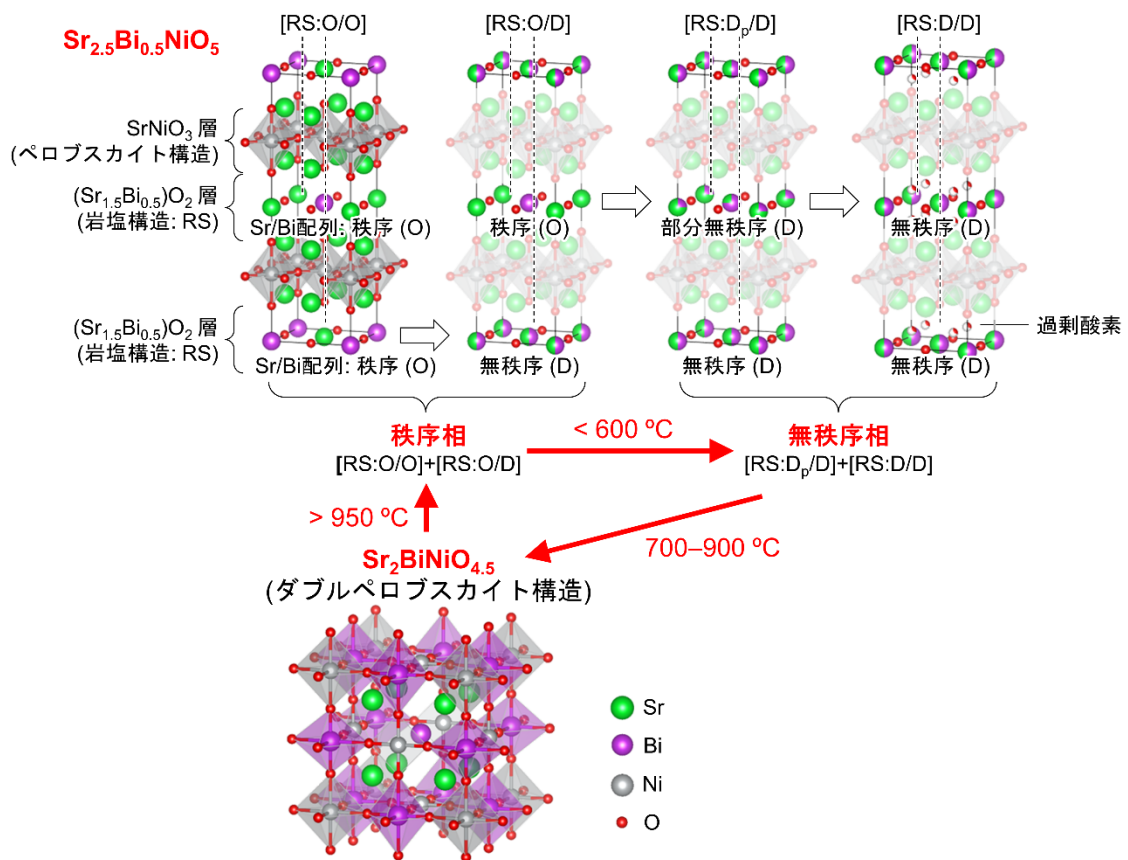 Sr2.5Bi0.5NiO5
[RS:O/O]
[RS:O/D]
[RS:Dp/D]
[RS:D/D]
SrNiO3 層
(ペロブスカイト構造)
(Sr1.5Bi0.5)O2 層
(岩塩構造: RS)
Sr/Bi配列: 秩序 (O)
秩序 (O)
部分無秩序 (D)
無秩序 (D)
(Sr1.5Bi0.5)O2 層
(岩塩構造: RS)
過剰酸素
Sr/Bi配列: 秩序 (O)
無秩序 (D)
無秩序 (D)
無秩序 (D)
秩序相
[RS:O/O]+[RS:O/D]
< 600 ºC
無秩序相
[RS:Dp/D]+[RS:D/D]
> 950 ºC
700–900 ºC
Sr2BiNiO4.5
(ダブルペロブスカイト構造)
Sr
Bi
Ni
O